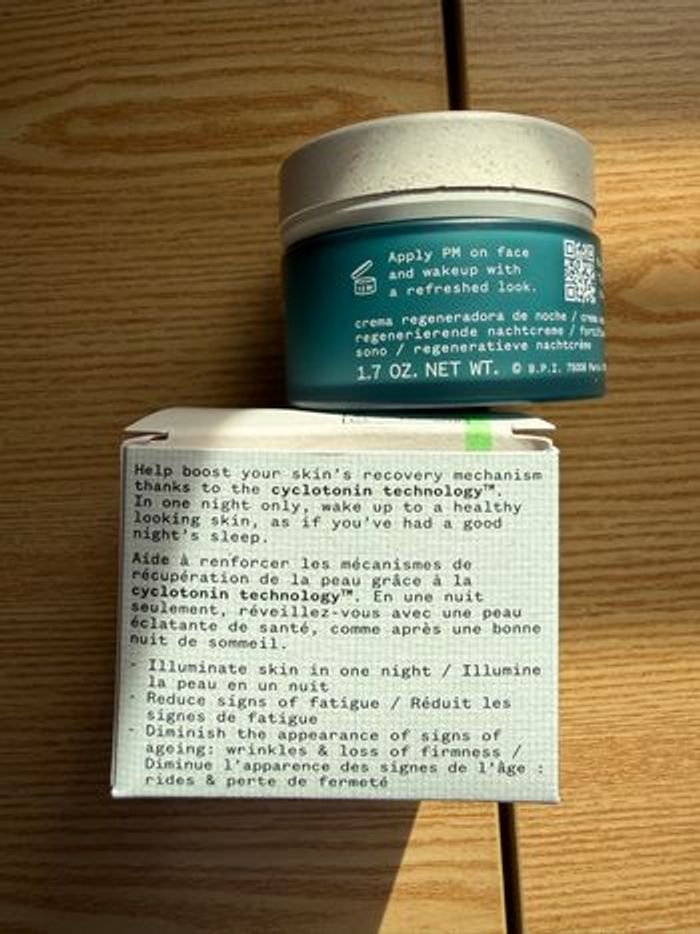 Apply PM on face
and wakeup with
a refreshed look.
crema regeneradora de noche /
regenerierende nachtcreme /
sono / regeneratieve nachtcrème
1.7 OZ. NET WT. © B.P.I. 75008
Help boost your skin's recovery mechanism
thanks to the cyclotonin technology™.
In one night only, wake up to a healthy
looking skin, as if you've had a good
night's sleep.
Aide à renforcer les mécanismes de
récupération de la peau grâce à la
cyclotonin technology™. En une nuit
seulement, réveillez-vous avec une peau
éclatante de santé, comme après une bonne
nuit de sommeil.
- Illuminate skin in one night / Illumine
la peau en un nuit
- Reduce signs of fatigue / Réduit les
signes de fatigue
- Diminish the appearance of signs of
ageing: wrinkles & loss of firmness /
Diminue l'apparence des signes de l'âge :
rides & perte de fermeté